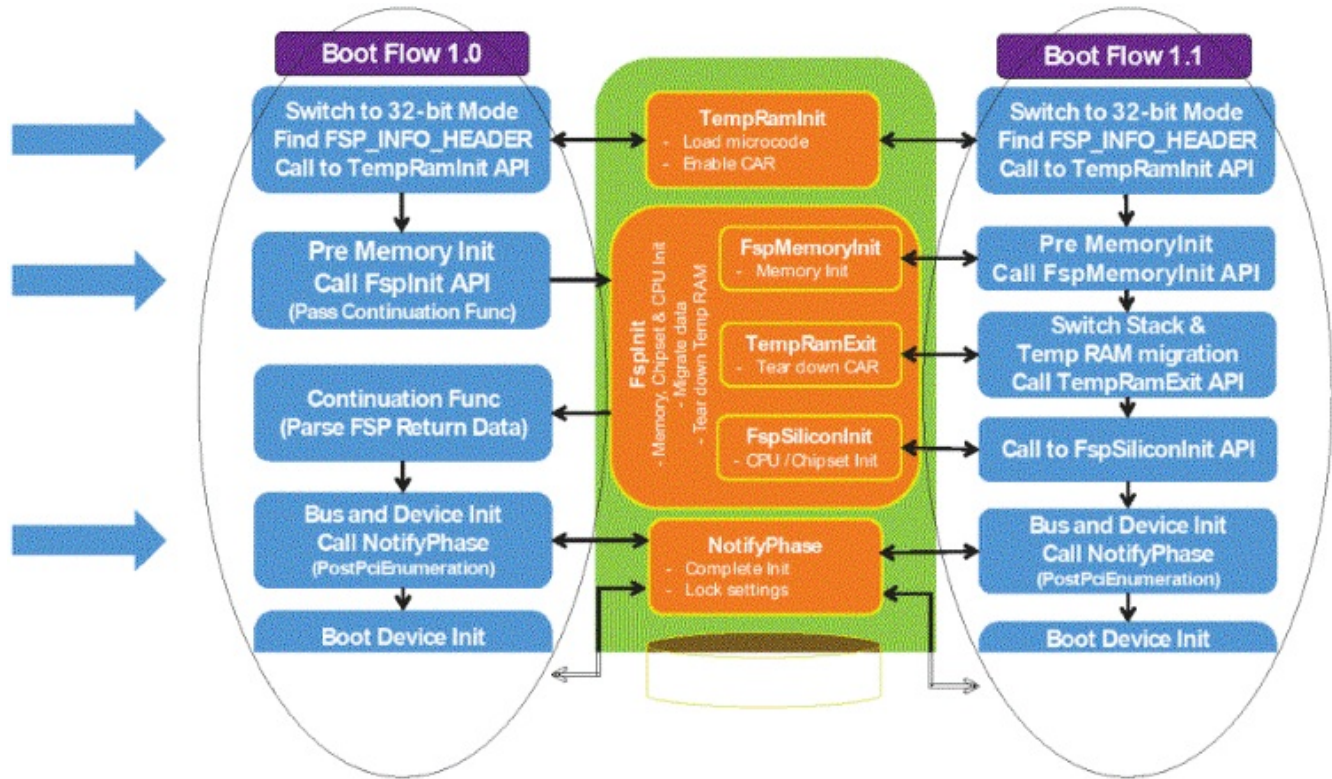 Boot Flow 1.0
Switch to 32-bit Mode
Find FSP_INFO_HEADER
Call to TempRamInit API
Pre Memory Init
Call FspInit API
(Pass Continuation Func)
Continuation Func
(Parse FSP Return Data)
Bus and Device Init
Call NotifyPhase
(PostPciEnumeration)
Boot Device Init
TempRamInit
- Load microcode
- Enable CAR
FspInit
- Memory, Chipset & CPU Init
- Migrate data
- Tear down Temp RAM
FspMemoryInit
- Memory Init
TempRamExit
- Tear down CAR
FspSiliconInit
- CPU / Chipset Init
NotifyPhase
- Complete Init
- Lock settings
Boot Flow 1.1
Switch to 32-bit Mode
Find FSP_INFO_HEADER
Call to TempRamInit API
Pre MemoryInit
Call FspMemoryInit API
Switch Stack &
Temp RAM migration
Call TempRamExit API
Call to FspSiliconInit API
Bus and Device Init
Call NotifyPhase
(PostPciEnumeration)
Boot Device Init